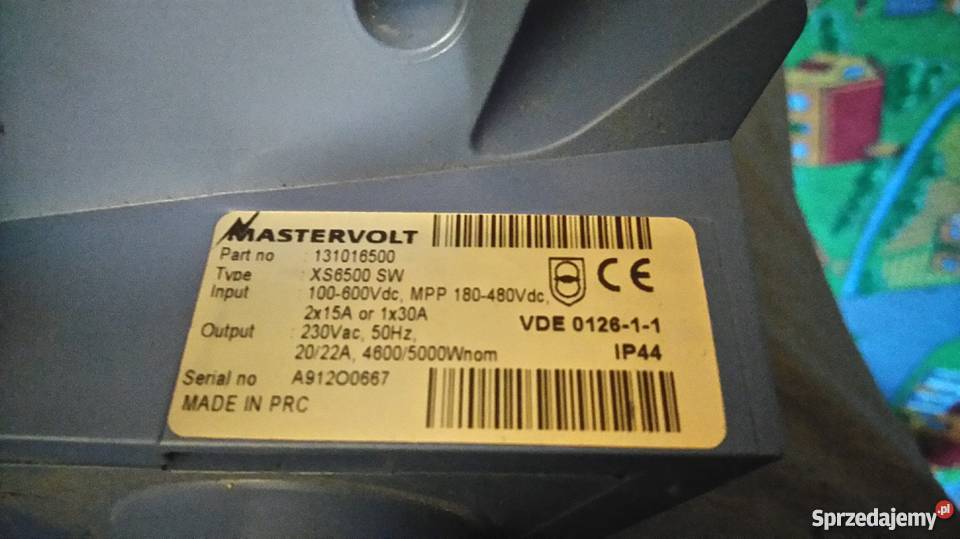 MASTERVOLT
Part no : 131016500
Type : XS6500 SW
Input : 100-600Vdc, MPP 180-480Vdc,
2x15A or 1x30A
Output : 230Vac, 50Hz,
20/22A, 4600/5000Wnom
Serial no A912O0667
MADE IN PRC
CE
VDE 0126-1-1
IP44
Sprzedajemy.pl